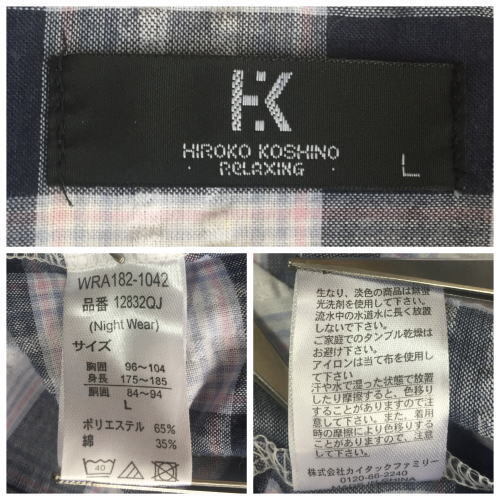 HK
HIROKO KOSHINO
RELAXING
L
WRA182-1042
品番 12832QJ
(Night Wear)
サイズ
胸囲 96～104
身長 175～185
胴囲 84～94
L
ポリエステル 65%
綿 35%
40
生なり、淡色の商品は無蛍
光洗剤を使用して下さい。
流水中の水道水に長く放置
しないで下さい。
ご家庭でのタンブル乾燥は
お避け下さい。
アイロンは当て布を使用し
て下さい。
汗や水で湿った状態で放置
したり摩擦すると、色移りする
ことがありますので注意
して下さい。また、着用
時の摩擦により色移りする
ことがありますので、注意
して下さい。
株式会社カイタックファミリー
0120-86-2240
MADE IN CHINA